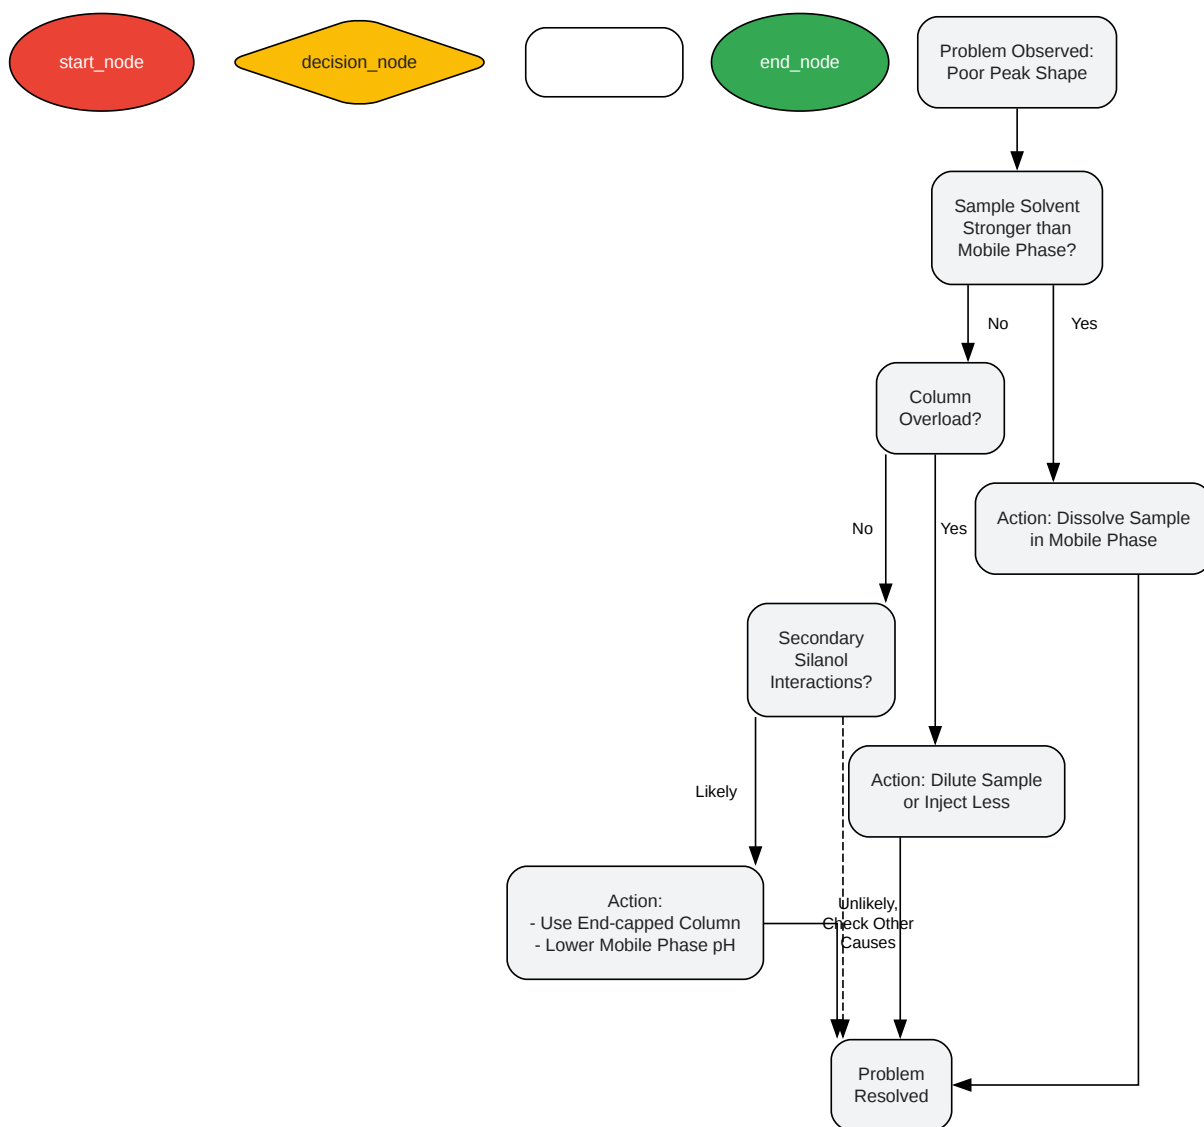 start_node
decision_node
end_node
Problem Observed:
Poor Peak Shape
Sample Solvent
Stronger than
Mobile Phase?
No
Yes
Column
Overload?
No
Yes
Action: Dissolve Sample
in Mobile Phase
Secondary
Silanol
Interactions?
Likely
Action: Dilute Sample
or Inject Less
Action:
- Use End-capped Column
- Lower Mobile Phase pH
Unlikely,
Check Other
Causes
Problem
Resolved